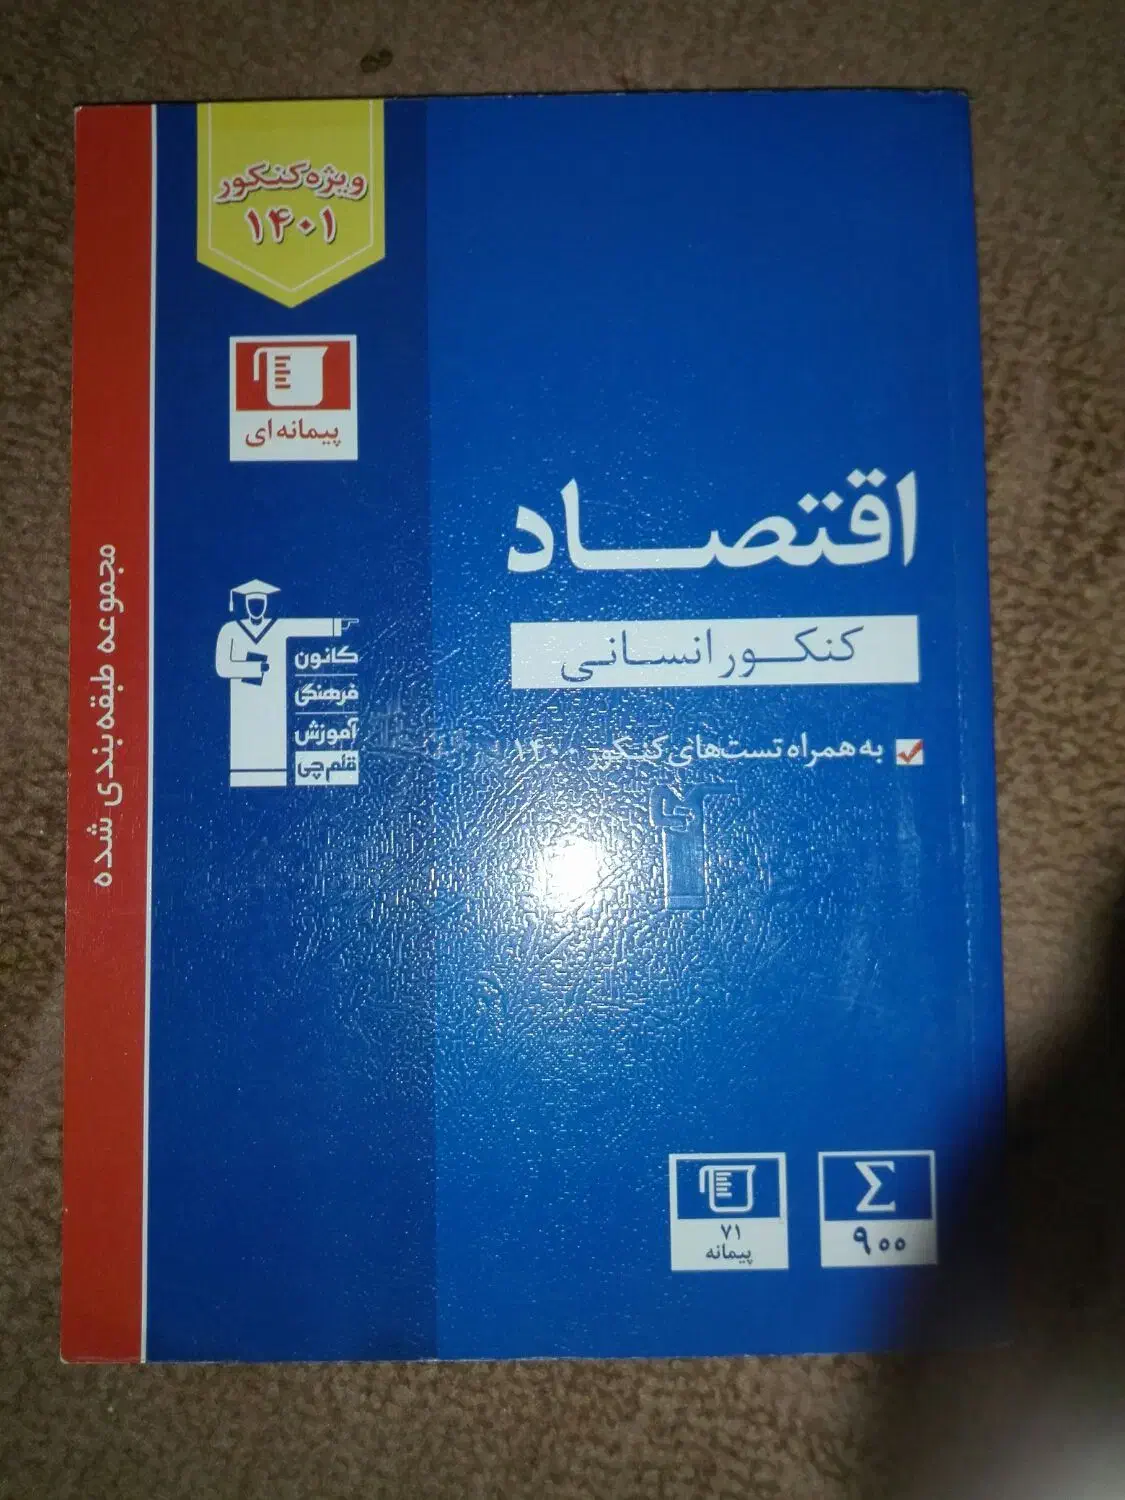 ویژه کنکور
۱۴۰۱
پیمانه ای
اقتصاد
کنکور انسانی
به همراه تست‌های کنکور ۱۴۰۰
کانون
فرهنگی
آموزش
قلم‌چی
مجموعه طبقه‌بندی شده
Σ
۹۰۰
۷۱
پیمانه